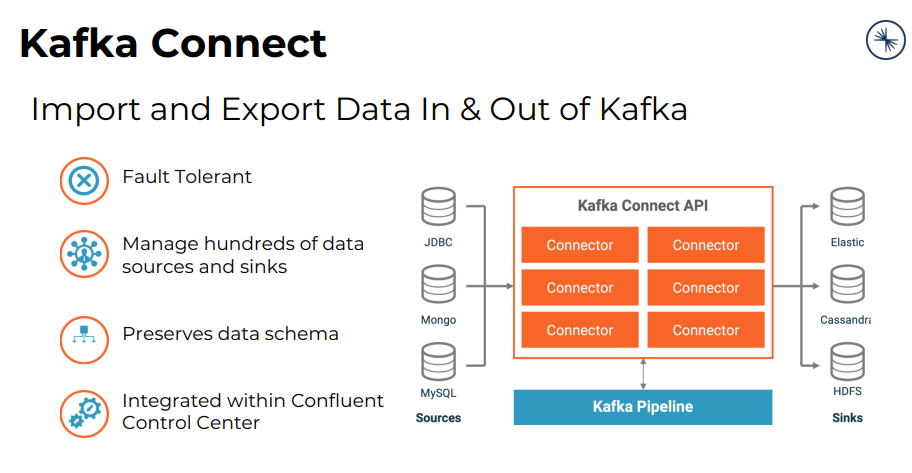 Kafka Connect
Import and Export Data In & Out of Kafka
Fault Tolerant
Manage hundreds of data
sources and sinks
Preserves data schema
Integrated within Confluent
Control Center
JDBC
Mongo
MySQL
Sources
Kafka Connect API
Connector
Connector
Connector
Connector
Connector
Connector
Kafka Pipeline
Elastic
Cassandra
HDFS
Sinks